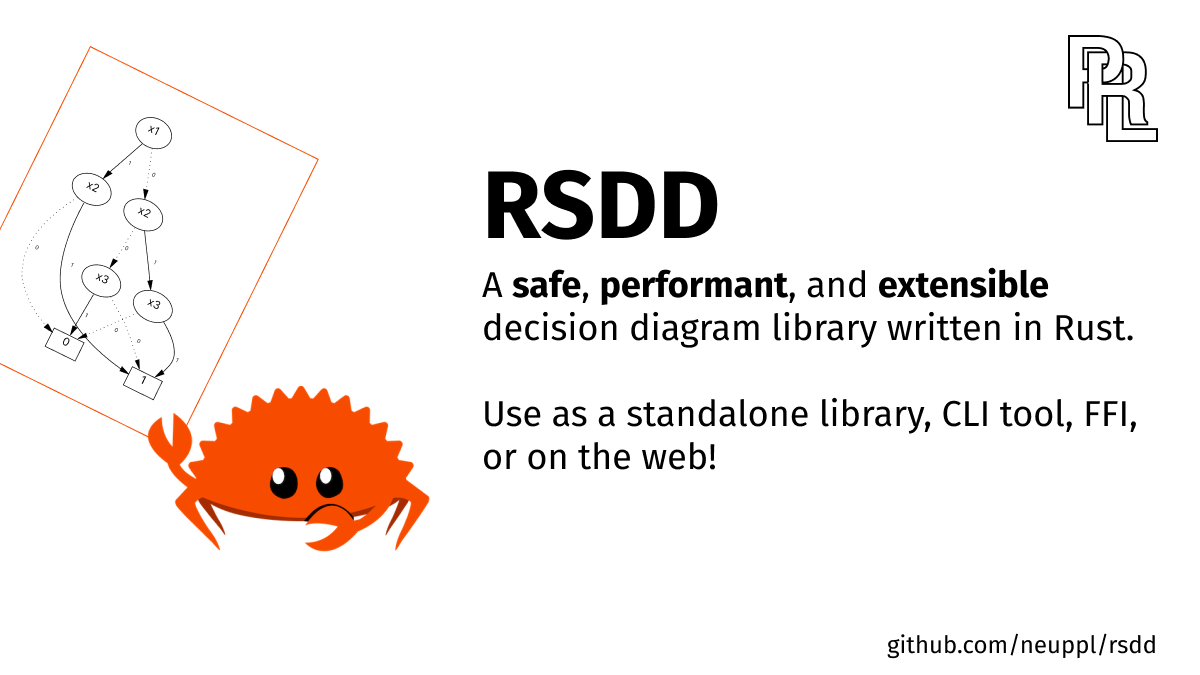 PRL
RSDD
A safe, performant, and extensible
decision diagram library written in Rust.
Use as a standalone library, CLI tool, FFI,
or on the web!
x1
1
0
x2
x2
0
0
1
1
x3
x3
1
0
0
1
1
github.com/neuppl/rsdd